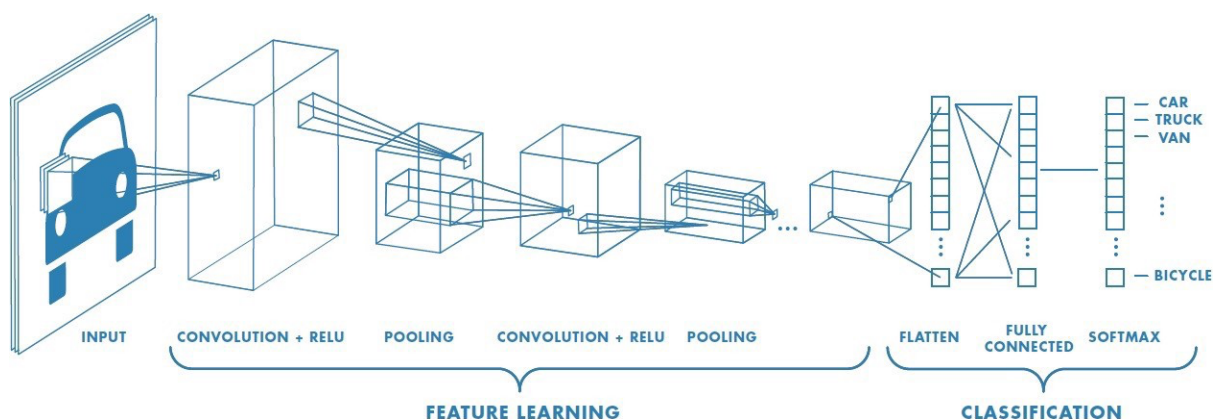 CAR
TRUCK
VAN
BICYCLE
INPUT
CONVOLUTION + RELU
POOLING
CONVOLUTION + RELU
POOLING
FLATTEN
FULLY
CONNECTED
SOFTMAX
FEATURE LEARNING
CLASSIFICATION